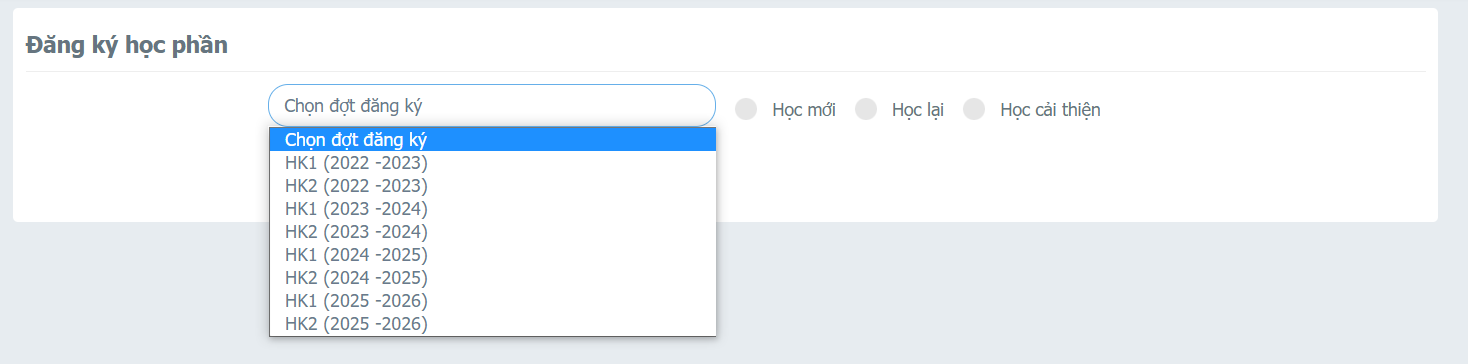 Đăng ký học phần
Chọn đợt đăng ký
Học mới
Học lại
Học cải thiện
Chọn đợt đăng ký
HK1 (2022 -2023)
HK2 (2022 -2023)
HK1 (2023 -2024)
HK2 (2023 -2024)
HK1 (2024 -2025)
HK2 (2024 -2025)
HK1 (2025 -2026)
HK2 (2025 -2026)